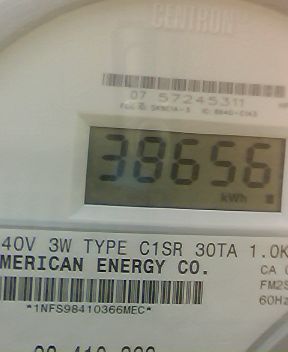 CENTRON
07 57245311
38656
kWh
40V 3W TYPE C1SR 30TA 1.0K
MERICAN ENERGY CO.
CA
FM2S
60Hz
*1NFS98410366MEC*